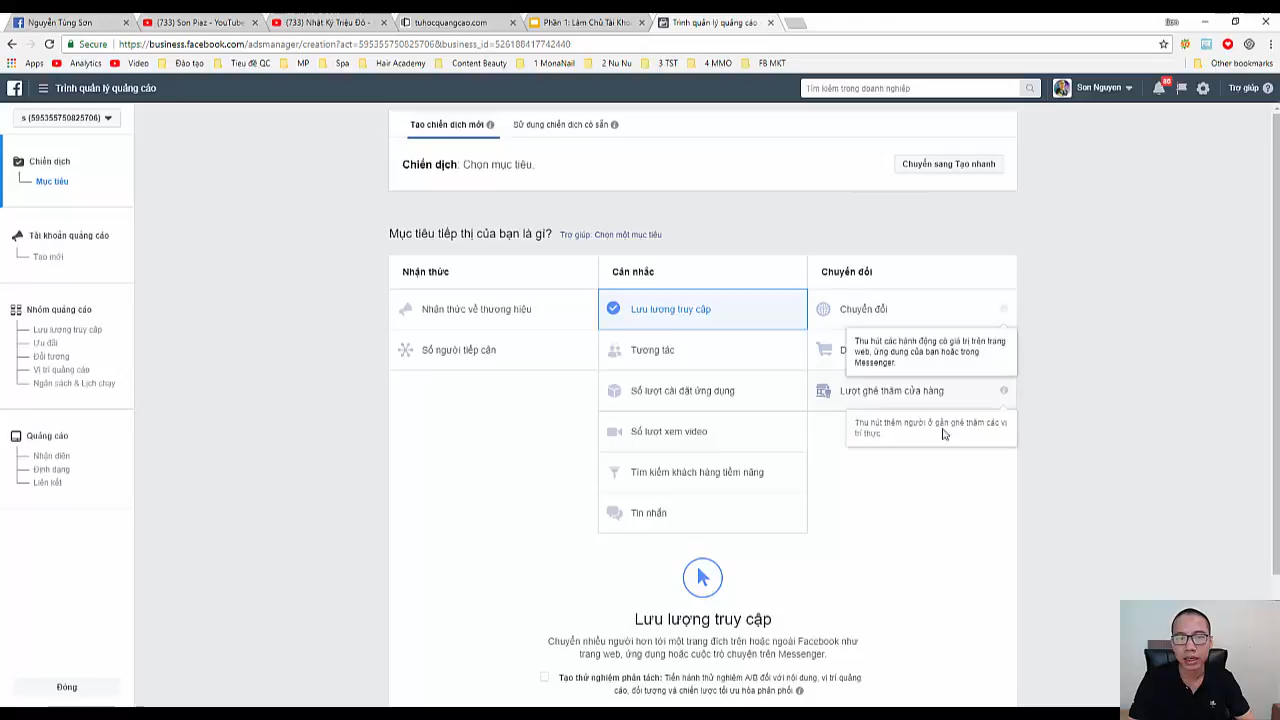 Nguyễn Tùng Sơn
(733) Son Piaz - YouTube
(733) Nhật Ký Triệu Đô -
tuhocquangcao.com
Phần 1: Làm Chủ Tài Kho
Trình quản lý quảng cáo
Secure
https://business.facebook.com/adsmanager/creation?act=595355750825706&business_id=526188417742440
Apps
Analytics
Video
Đào tạo
Tieu đề QC
MP
Spa
Hair Academy
Content Beauty
1 MonaNail
2 Nu Nu
3 TST
4 MMO
FB MKT
Other bookmarks
Trình quản lý quảng cáo
Tìm kiếm trong doanh nghiệp
Son Nguyen
86
Trợ giúp
s (595355750825706)
Chiến dịch
Mục tiêu
Tài khoản quảng cáo
Tạo mới
Nhóm quảng cáo
Lưu lượng truy cập
Ưu đãi
Đối tượng
Vị trí quảng cáo
Ngân sách & Lịch chạy
Quảng cáo
Nhận diện
Định dạng
Liên kết
Đóng
Tạo chiến dịch mới
Sử dụng chiến dịch có sẵn
Chiến dịch: Chọn mục tiêu.
Chuyển sang Tạo nhanh
Mục tiêu tiếp thị của bạn là gì?
Trợ giúp: Chọn một mục tiêu
Nhận thức
Cân nhắc
Chuyển đổi
Nhận thức về thương hiệu
Lưu lượng truy cập
Chuyển đổi
Số người tiếp cận
Tương tác
D
Thu hút các hành động có giá trị trên trang
web, ứng dụng của bạn hoặc trong
Messenger.
Số lượt cài đặt ứng dụng
Lượt ghé thăm cửa hàng
Thu hút thêm người ở gần ghé thăm các vị
trí thực
Số lượt xem video
Tìm kiếm khách hàng tiềm năng
Tin nhắn
Lưu lượng truy cập
Chuyển nhiều người hơn tới một trang đích trên hoặc ngoài Facebook như
trang web, ứng dụng hoặc cuộc trò chuyện trên Messenger.
Tạo thử nghiệm phân tách: Tiến hành thử nghiệm A/B đối với nội dung, vị trí quảng
cáo, đối tượng và chiến lược tối ưu hóa phân phối